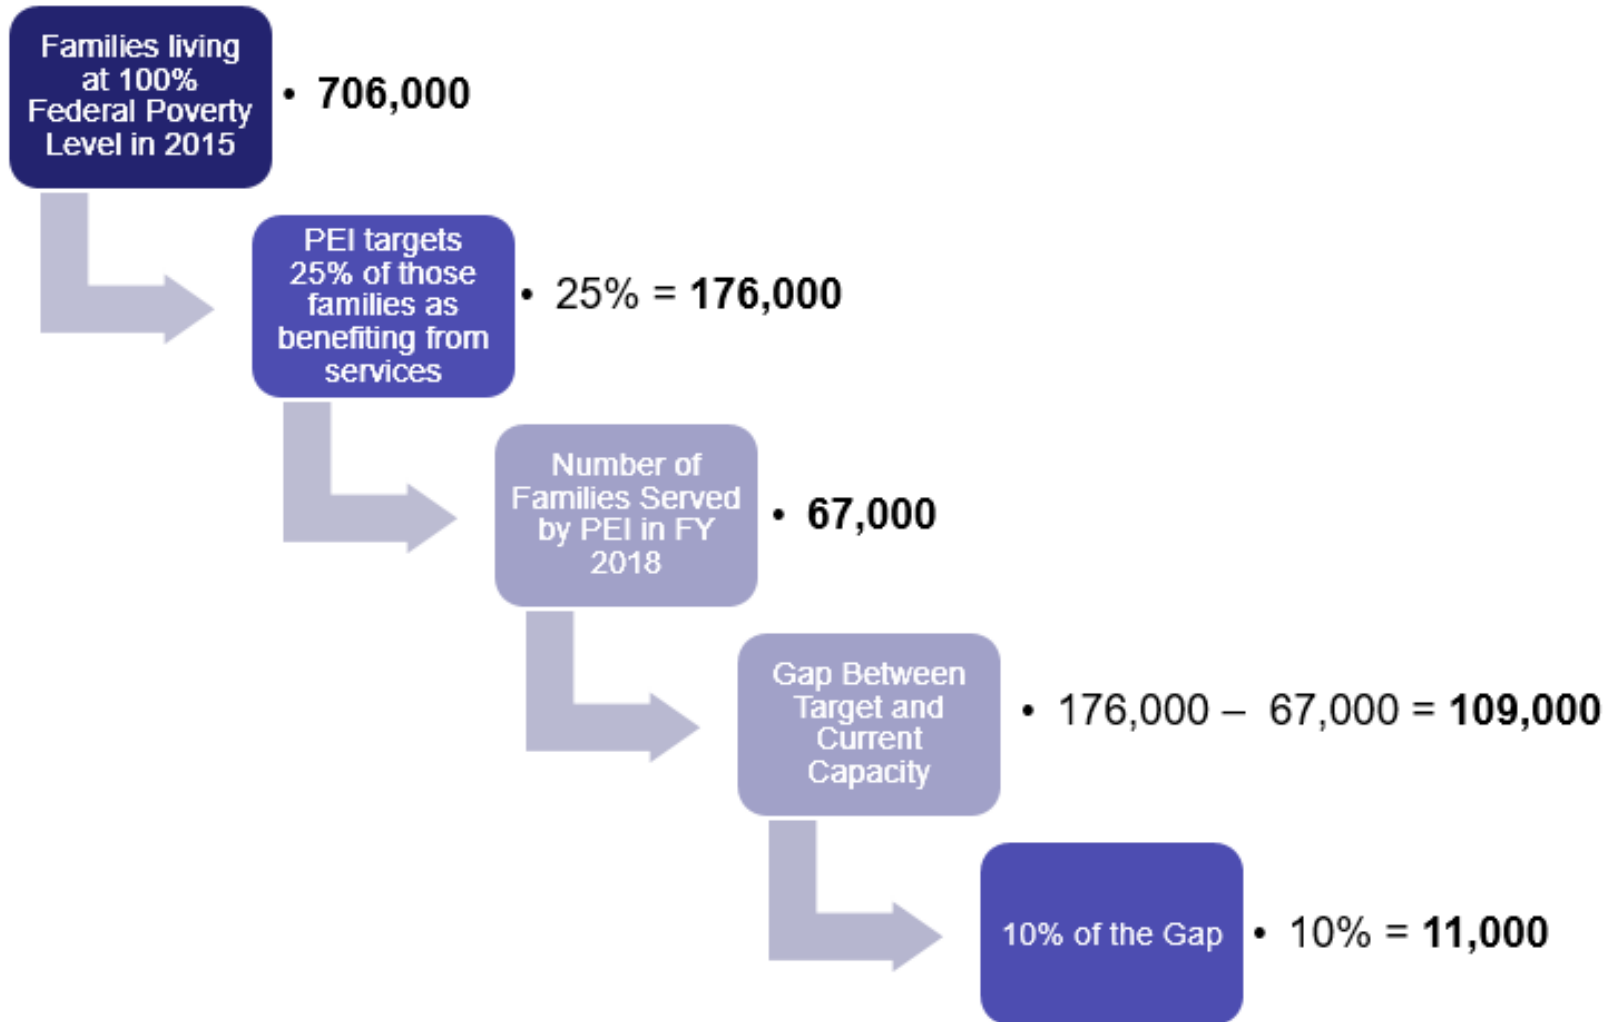 Families living
at 100%
Federal Poverty
Level in 2015
• 706,000
PEI targets
25% of those
families as
benefiting from
services
• 25% = 176,000
Number of
Families Served
by PEI in FY
2018
• 67,000
Gap Between
Target and
Current
Capacity
• 176,000 – 67,000 = 109,000
10% of the Gap
• 10% = 11,000